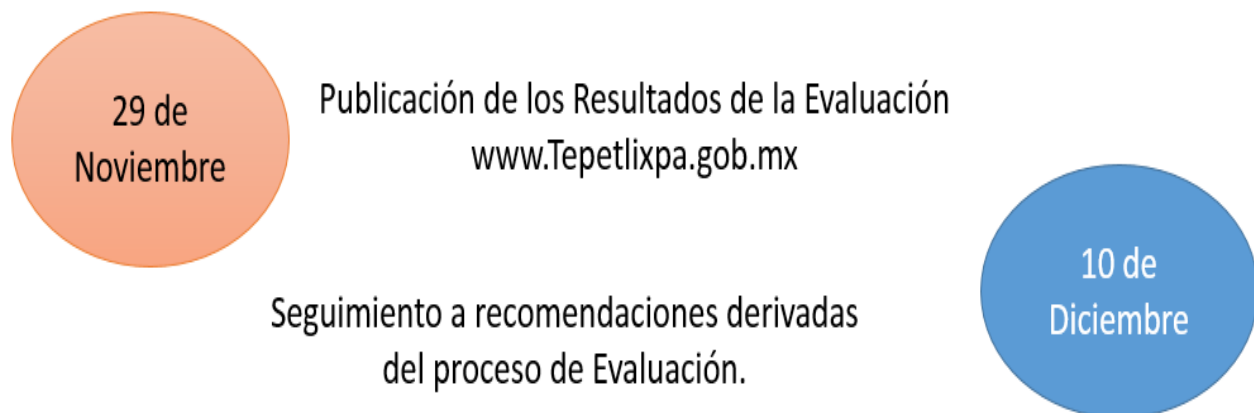 29 de
Noviembre
Publicación de los Resultados de la Evaluación
www.Tepetlixpa.gob.mx
Seguimiento a recomendaciones derivadas
del proceso de Evaluación.
10 de
Diciembre